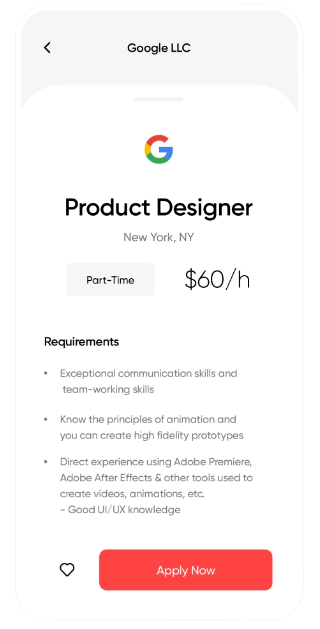 Google LLC
Product Designer
New York, NY
Part-Time
$60/h
Requirements
• Exceptional communication skills and
team-working skills
• Know the principles of animation and
you can create high fidelity prototypes
• Direct experience using Adobe Premiere,
Adobe After Effects & other tools used to
create videos, animations, etc.
- Good UI/UX knowledge
Apply Now